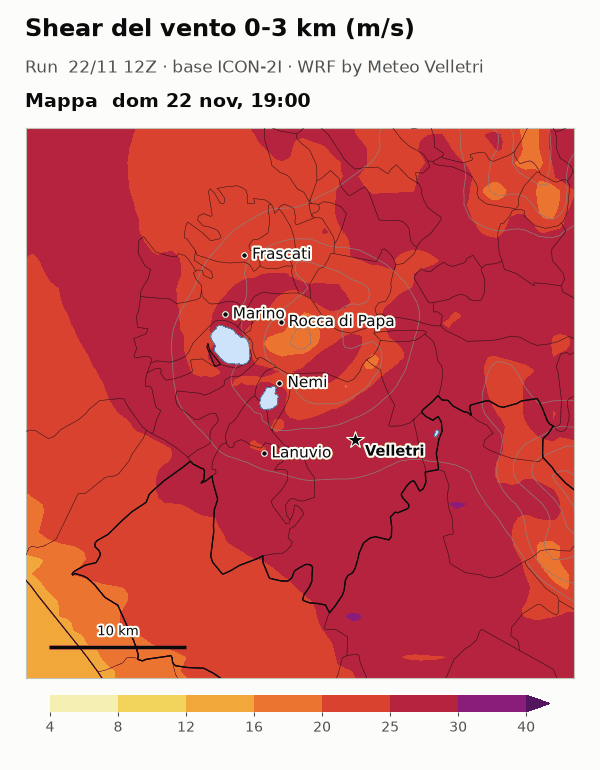 Shear del vento 0-3 km (m/s)
Run  22/11 12Z · base ICON-2I · WRF by Meteo Velletri
Mappa  dom 22 nov, 19:00
Frascati
Marino
Rocca di Papa
Nemi
Velletri
Lanuvio
10 km
4 8 12 16 20 25 30 40